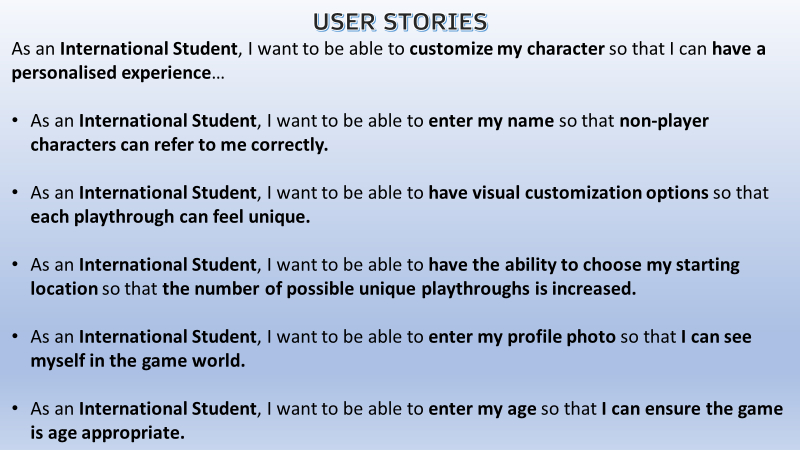 USER STORIES
As an International Student, I want to be able to customize my character so that I can have a
personalised experience…
• As an International Student, I want to be able to enter my name so that non-player
characters can refer to me correctly.
• As an International Student, I want to be able to have visual customization options so that
each playthrough can feel unique.
• As an International Student, I want to be able to have the ability to choose my starting
location so that the number of possible unique playthroughs is increased.
• As an International Student, I want to be able to enter my profile photo so that I can see
myself in the game world.
• As an International Student, I want to be able to enter my age so that I can ensure the game
is age appropriate.